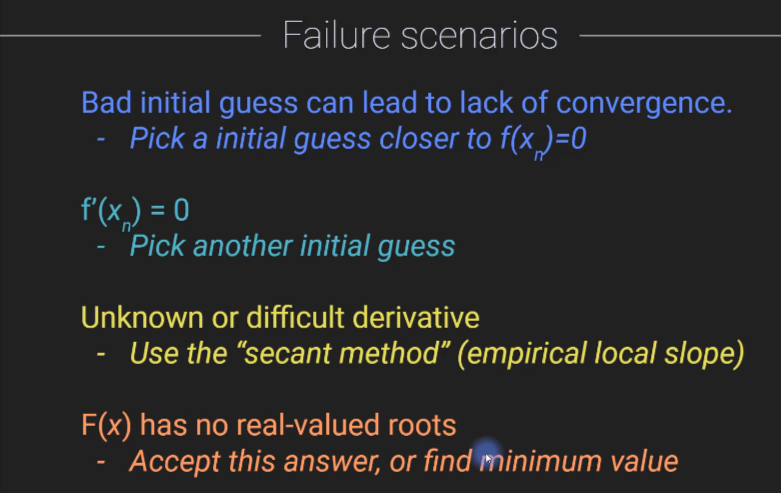 Failure scenarios
Bad initial guess can lead to lack of convergence.
- Pick a initial guess closer to f(xₙ)=0
f'(xₙ) = 0
- Pick another initial guess
Unknown or difficult derivative
- Use the “secant method” (empirical local slope)
F(x) has no real-valued roots
- Accept this answer, or find minimum value